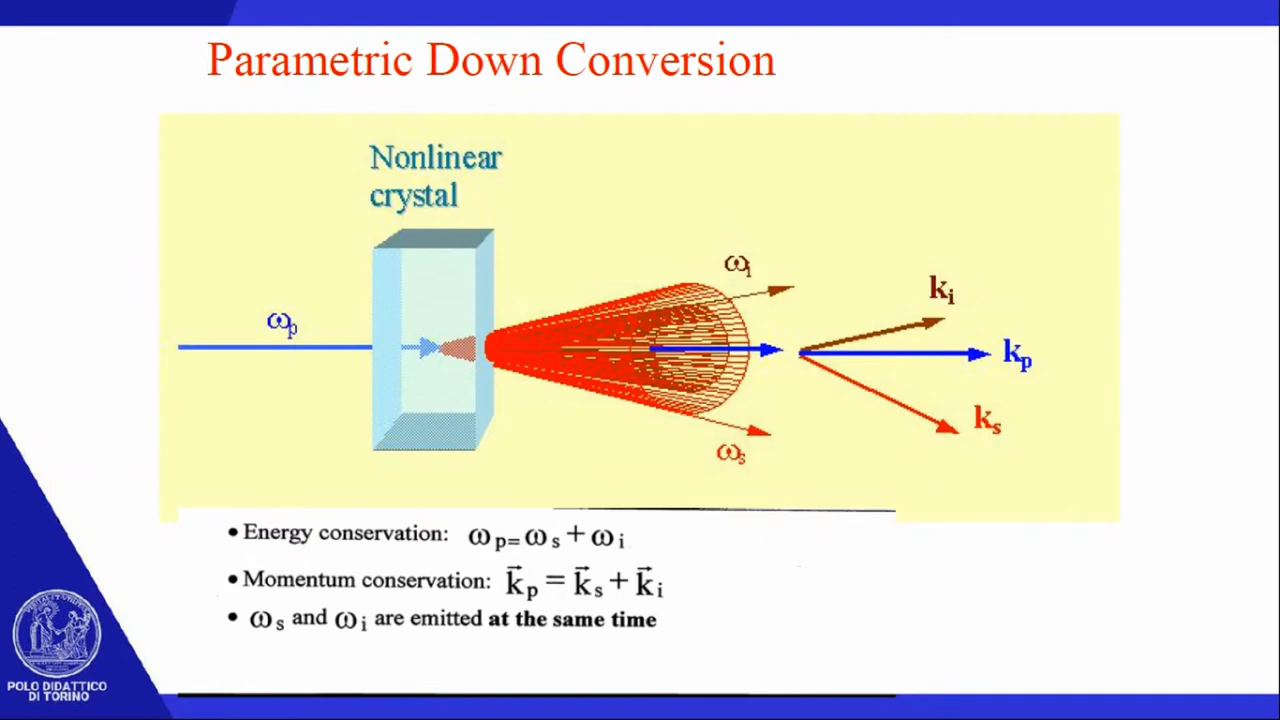 Parametric Down Conversion
Nonlinear
crystal
ωp
ωi
ωs
ki
kp
ks
• Energy conservation: ωp=ωs+ωi
• Momentum conservation: k⃗p = k⃗s + k⃗i
• ωs and ωi are emitted at the same time
POLO DIDATTICO
DI TORINO